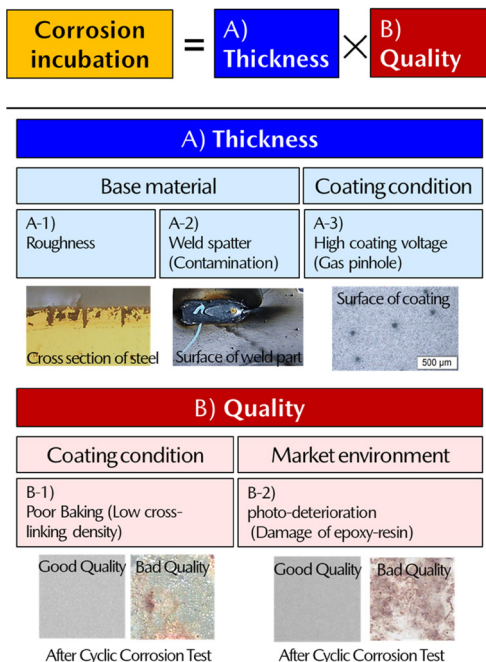 Corrosion
incubation
=
A)
Thickness
×
B)
Quality
A) Thickness
Base material
Coating condition
A-1)
Roughness
A-2)
Weld spatter
(Contamination)
A-3)
High coating voltage
(Gas pinhole)
Cross section of steel
Surface of weld part
Surface of coating
500 µm
B) Quality
Coating condition
Market environment
B-1)
Poor Baking (Low cross-
linking density)
B-2)
photo-deterioration
(Damage of epoxy-resin)
Good Quality
Bad Quality
Good Quality
Bad Quality
After Cyclic Corrosion Test
After Cyclic Corrosion Test